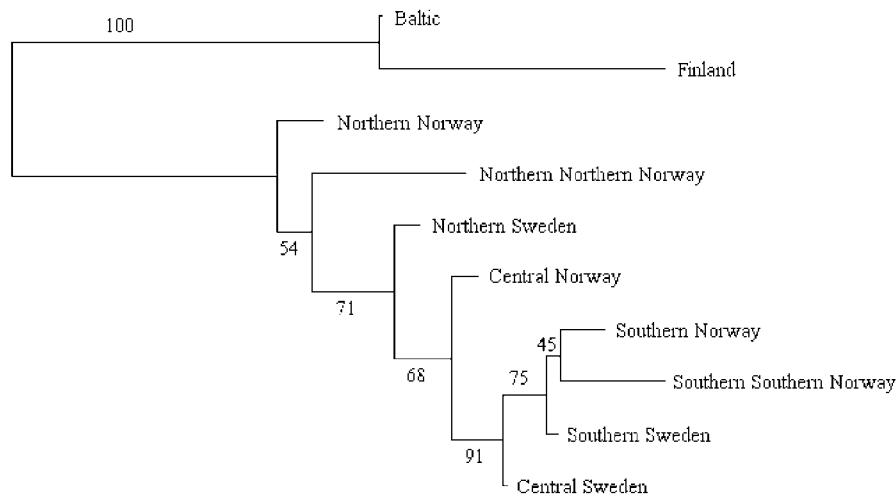 Baltic
100
Finland
Northern Norway
Northern Northern Norway
Northern Sweden
54
Central Norway
71
Southern Norway
45
68
75
Southern Southern Norway
Southern Sweden
91
Central Sweden